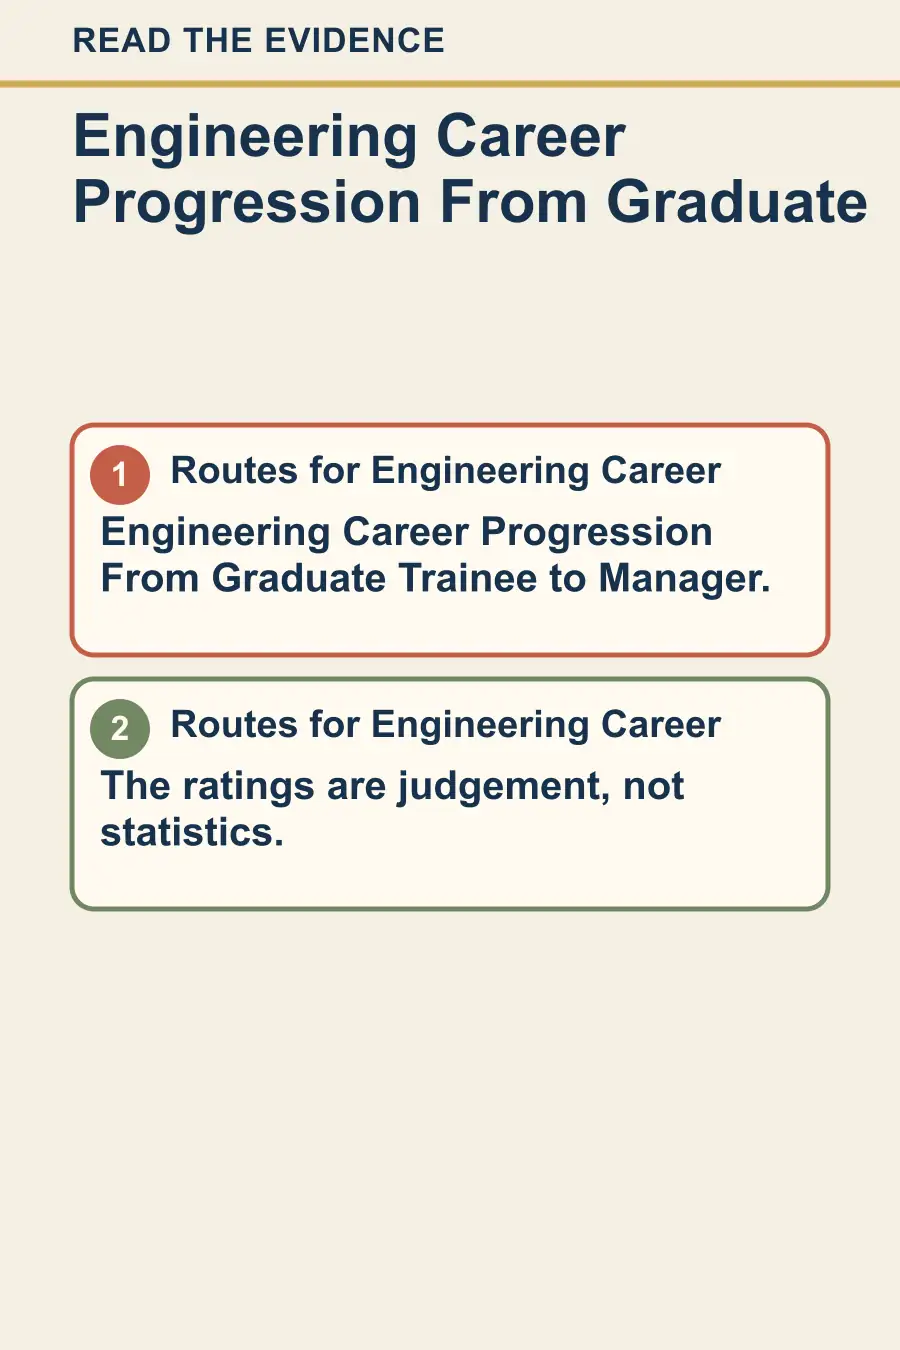 READ THE EVIDENCE
Engineering Career
Progression From Graduate
1 Routes for Engineering Career
Engineering Career Progression
From Graduate Trainee to Manager.
2 Routes for Engineering Career
The ratings are judgement, not
statistics.